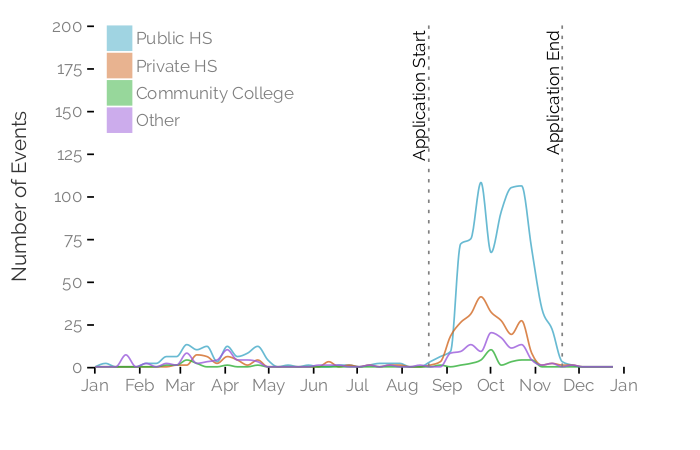 200
175
150
125
100
75
50
25
0
Number of Events
Public HS
Private HS
Community College
Other
Application Start
Application End
Jan Feb Mar Apr May Jun Jul Aug Sep Oct Nov Dec Jan